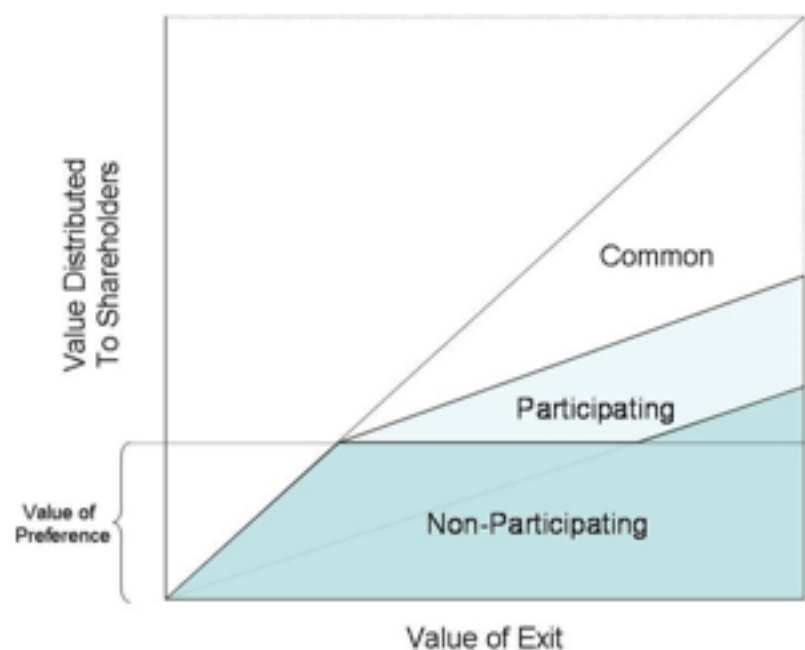 Value Distributed
To Shareholders
Common
Participating
Value of
Preference
Non-Participating
Value of Exit